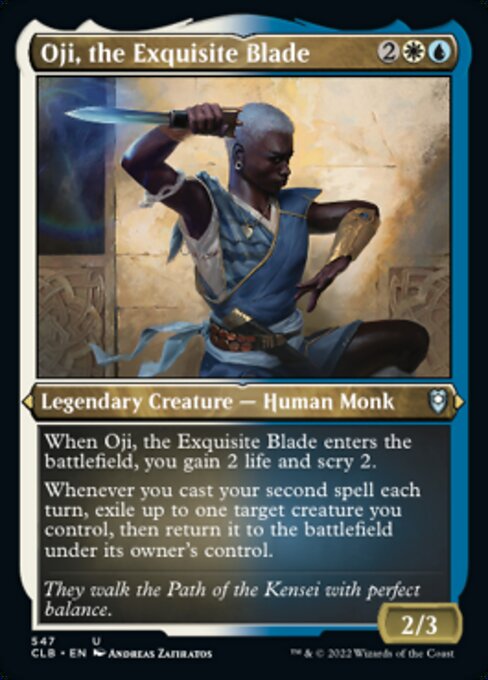 Oji, the Exquisite Blade 2
Legendary Creature — Human Monk
When Oji, the Exquisite Blade enters the
battlefield, you gain 2 life and scry 2.
Whenever you cast your second spell each
turn, exile up to one target creature you
control, then return it to the battlefield
under its owner's control.
They walk the Path of the Kensei with perfect
balance.
2/3
547 U
CLB • EN Andreas Zafiratos ™ & © 2022 Wizards of the Coast